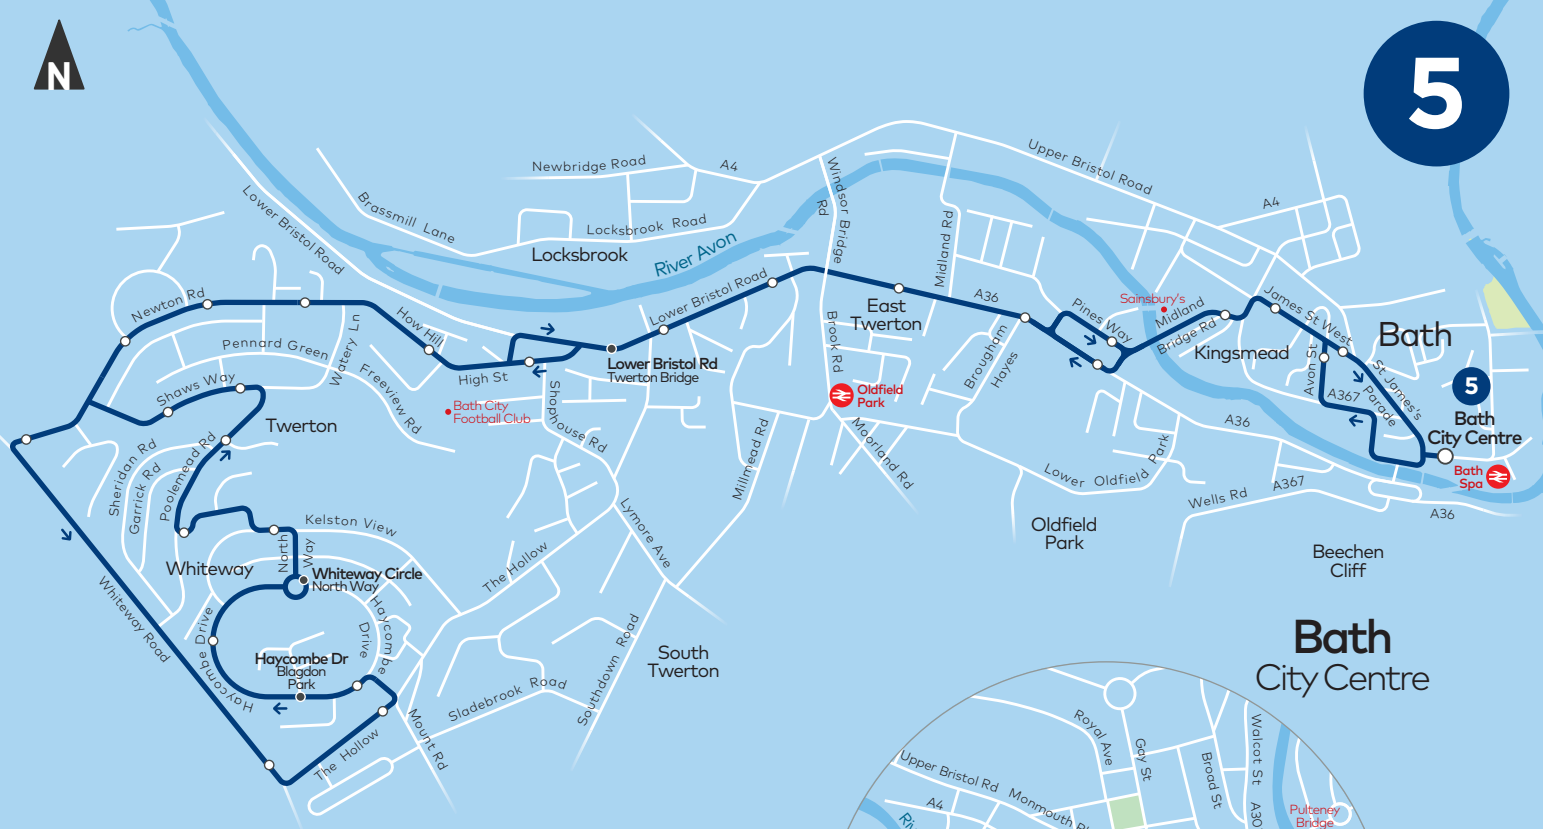 N
5
Newbridge Road
A4
Upper Bristol Road
Windsor Bridge
Rd
Brassmill Lane
Lower Bristol Road
Locksbrook Road
Locksbrook
River Avon
Midland Rd
A4
Newton Rd
How Hill
Lower Bristol Road
East
Twerton
A36
Pines Way
Sainsbury's
Midland
Bridge Rd
James St West
Kingsmead
Bath
Pennard Green
Watery Ln
Freeview Rd
High St
Lower Bristol Rd
Twerton Bridge
Brook Rd
Brougham
Hayes
Avon St
St James's
Parade
A367
5
Shaws Way
Bath City
Football Club
Shophouse Rd
Oldfield
Park
Twerton
Moorland Rd
A36
Bath
City Centre
Bath
Spa
Sheridan Rd
Garrick Rd
Poolemead Rd
Millmead Rd
Lower Oldfield Park
Wells Rd
A367
A36
Kelston View
North
Way
Lymore Ave
The Hollow
Oldfield
Park
Beechen
Cliff
Whiteway
Whiteway Circle
North Way
Whiteway Road
Haycombe Drive
Haycombe
Drive
Haycombe Dr
Blagdon
Park
South
Twerton
Southdown Road
Sladebrook Road
Mount Rd
The Hollow
Bath
City Centre
Royal Ave
Gay St
Broad St
Walcot St
Upper Bristol Rd
A4
Monmouth
Pulteney
Bridge